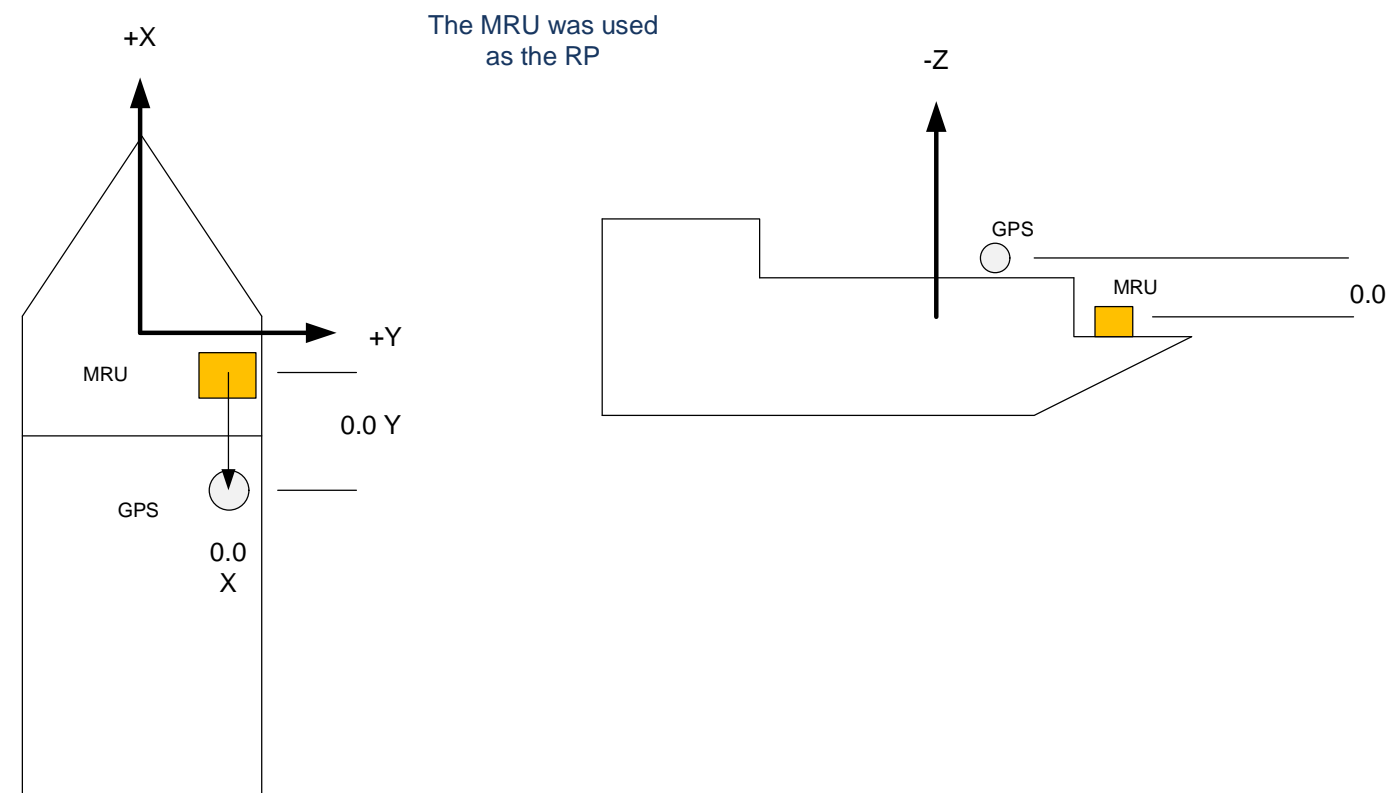 The MRU was used
as the RP
+X
-Z
GPS
MRU
0.0
+Y
MRU
0.0 Y
GPS
0.0
X